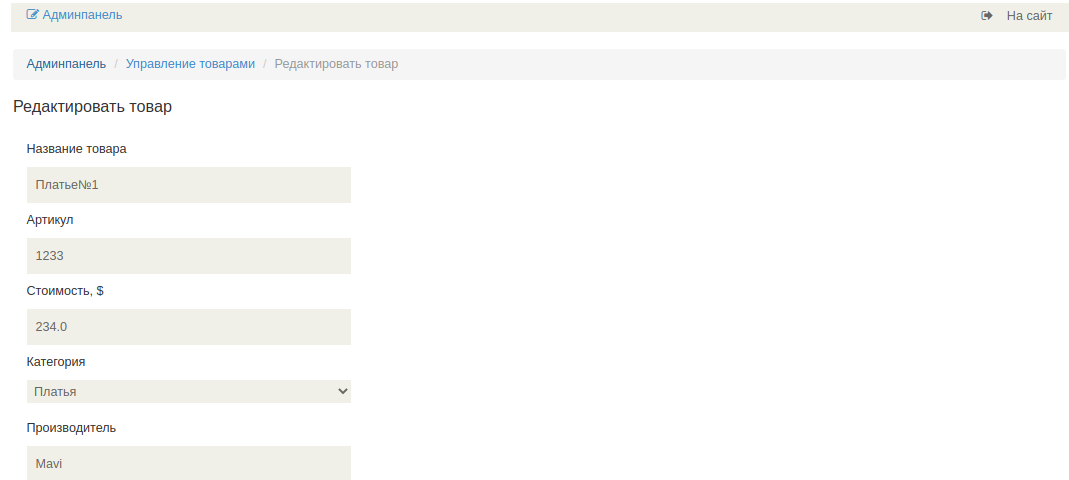 Админпанель На сайт
Админпанель / Управление товарами / Редактировать товар
Редактировать товар
Название товара
Платье№1
Артикул
1233
Стоимость, $
234.0
Категория
Платья
Производитель
Mavi